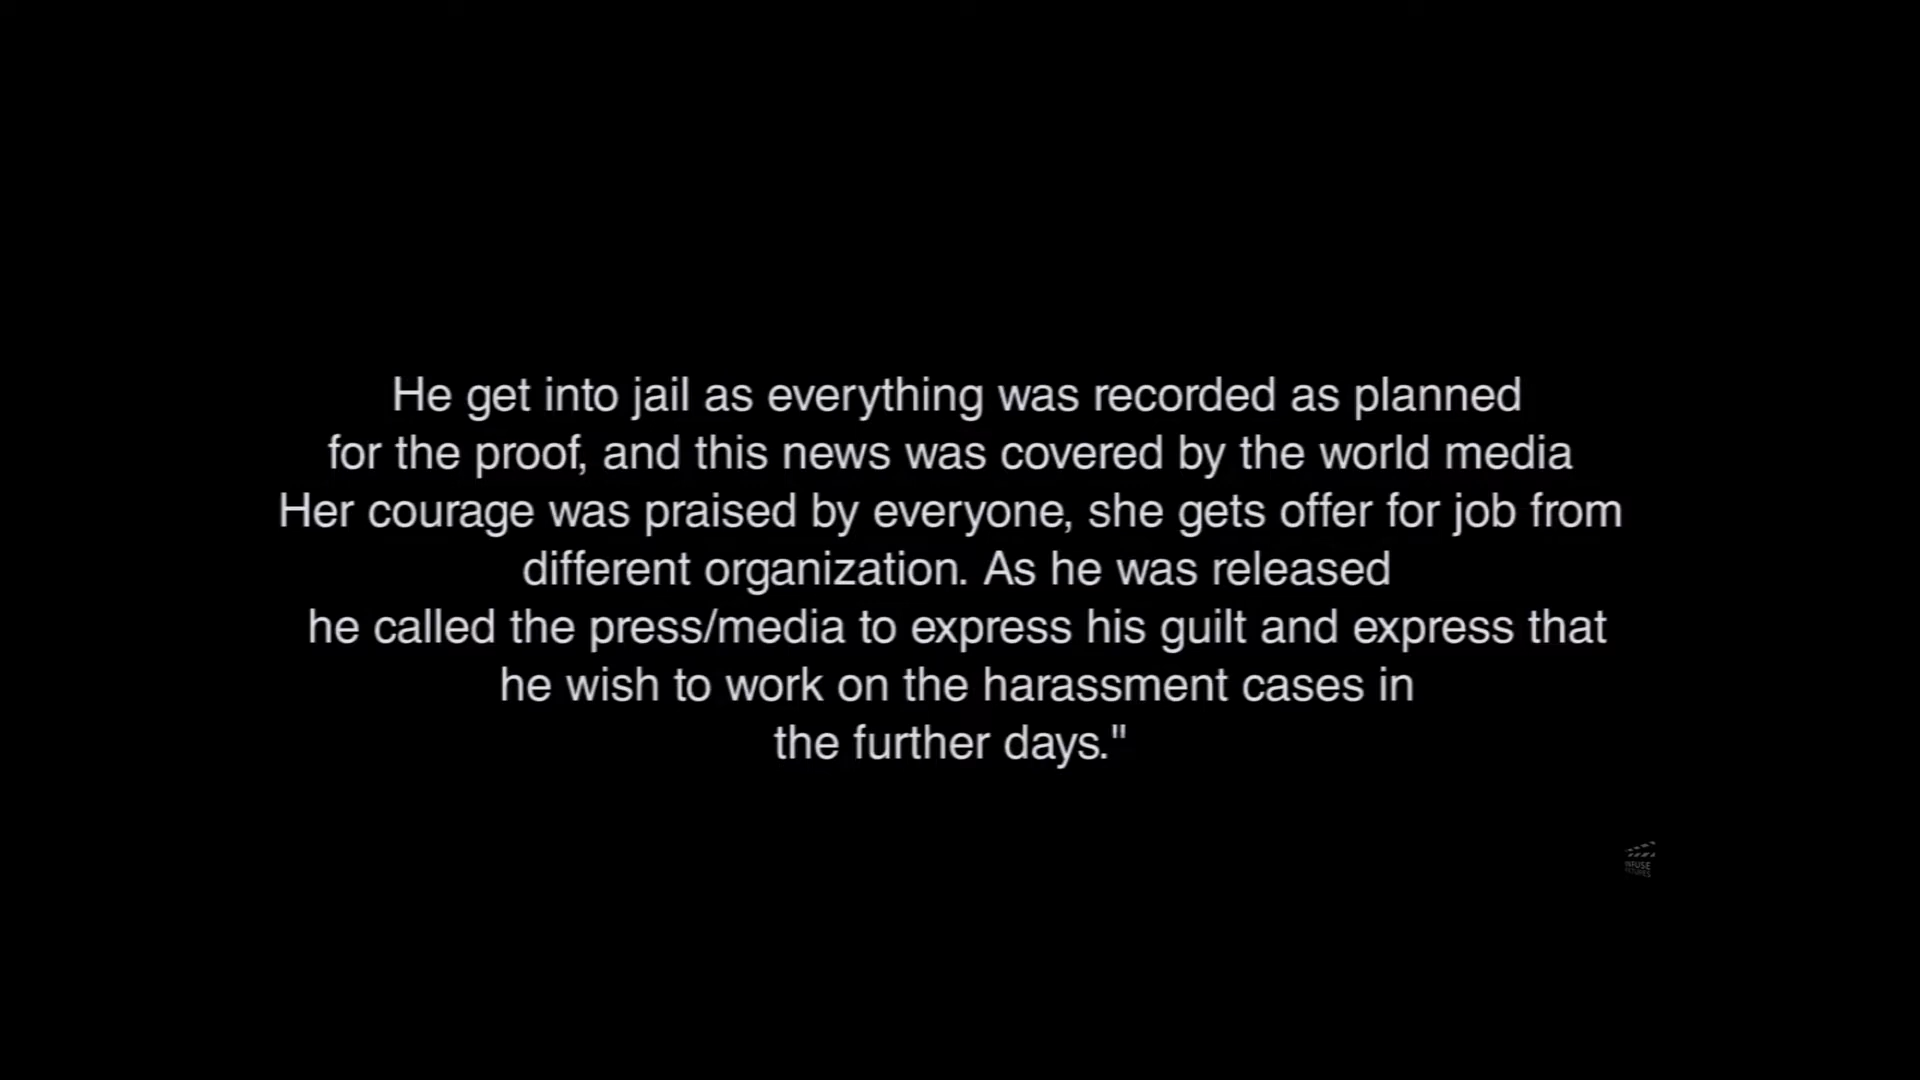 He get into jail as everything was recorded as planned
for the proof, and this news was covered by the world media
Her courage was praised by everyone, she gets offer for job from
different organization. As he was released
he called the press/media to express his guilt and express that
he wish to work on the harassment cases in
the further days."
INFUSE
PICTURES